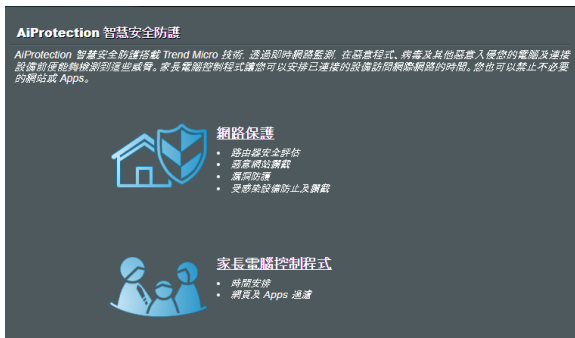 AiProtection 智慧安全防護
AiProtection 智慧安全防護搭載 Trend Micro 技術, 透過即時網路監測, 在惡意程式、病毒及其他惡意入侵您的電腦及連接
設備前便能夠檢測到這些威脅。家長電腦控制程式讓您可以安排已連接的設備訪問網際網路的時間。您也可以禁止不必要
的網站或 Apps。
網路保護
• 路由器安全評估
• 惡意網站攔截
• 漏洞防護
• 受感染設備防止及攔截
家長電腦控制程式
• 時間安排
• 網頁及 Apps 過濾